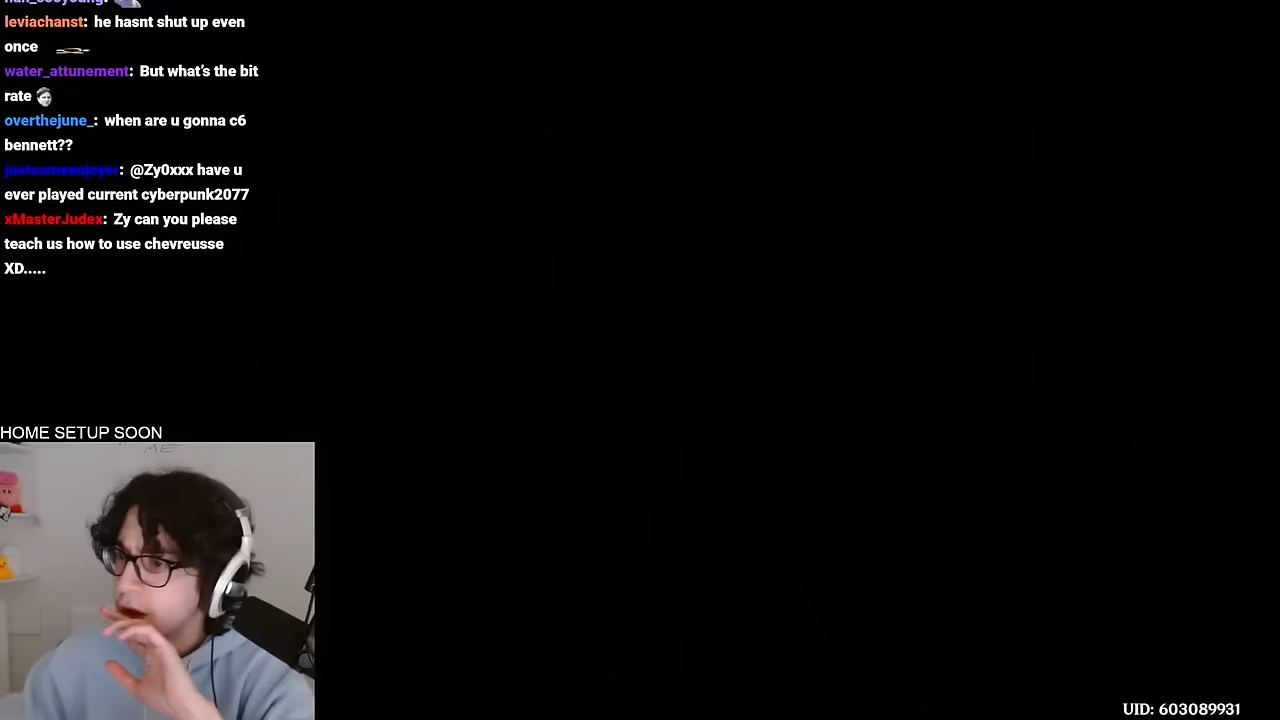 leviachanst: he hasnt shut up even
once
water_attunement: But what's the bit
rate
overthejune_: when are u gonna c6
bennett??
justsomeenjoyer: @Zy0xxx have u
ever played current cyberpunk2077
xMasterJudex: Zy can you please
teach us how to use chevreusse
XD.....
HOME SETUP SOON
ME
UID: 603089931